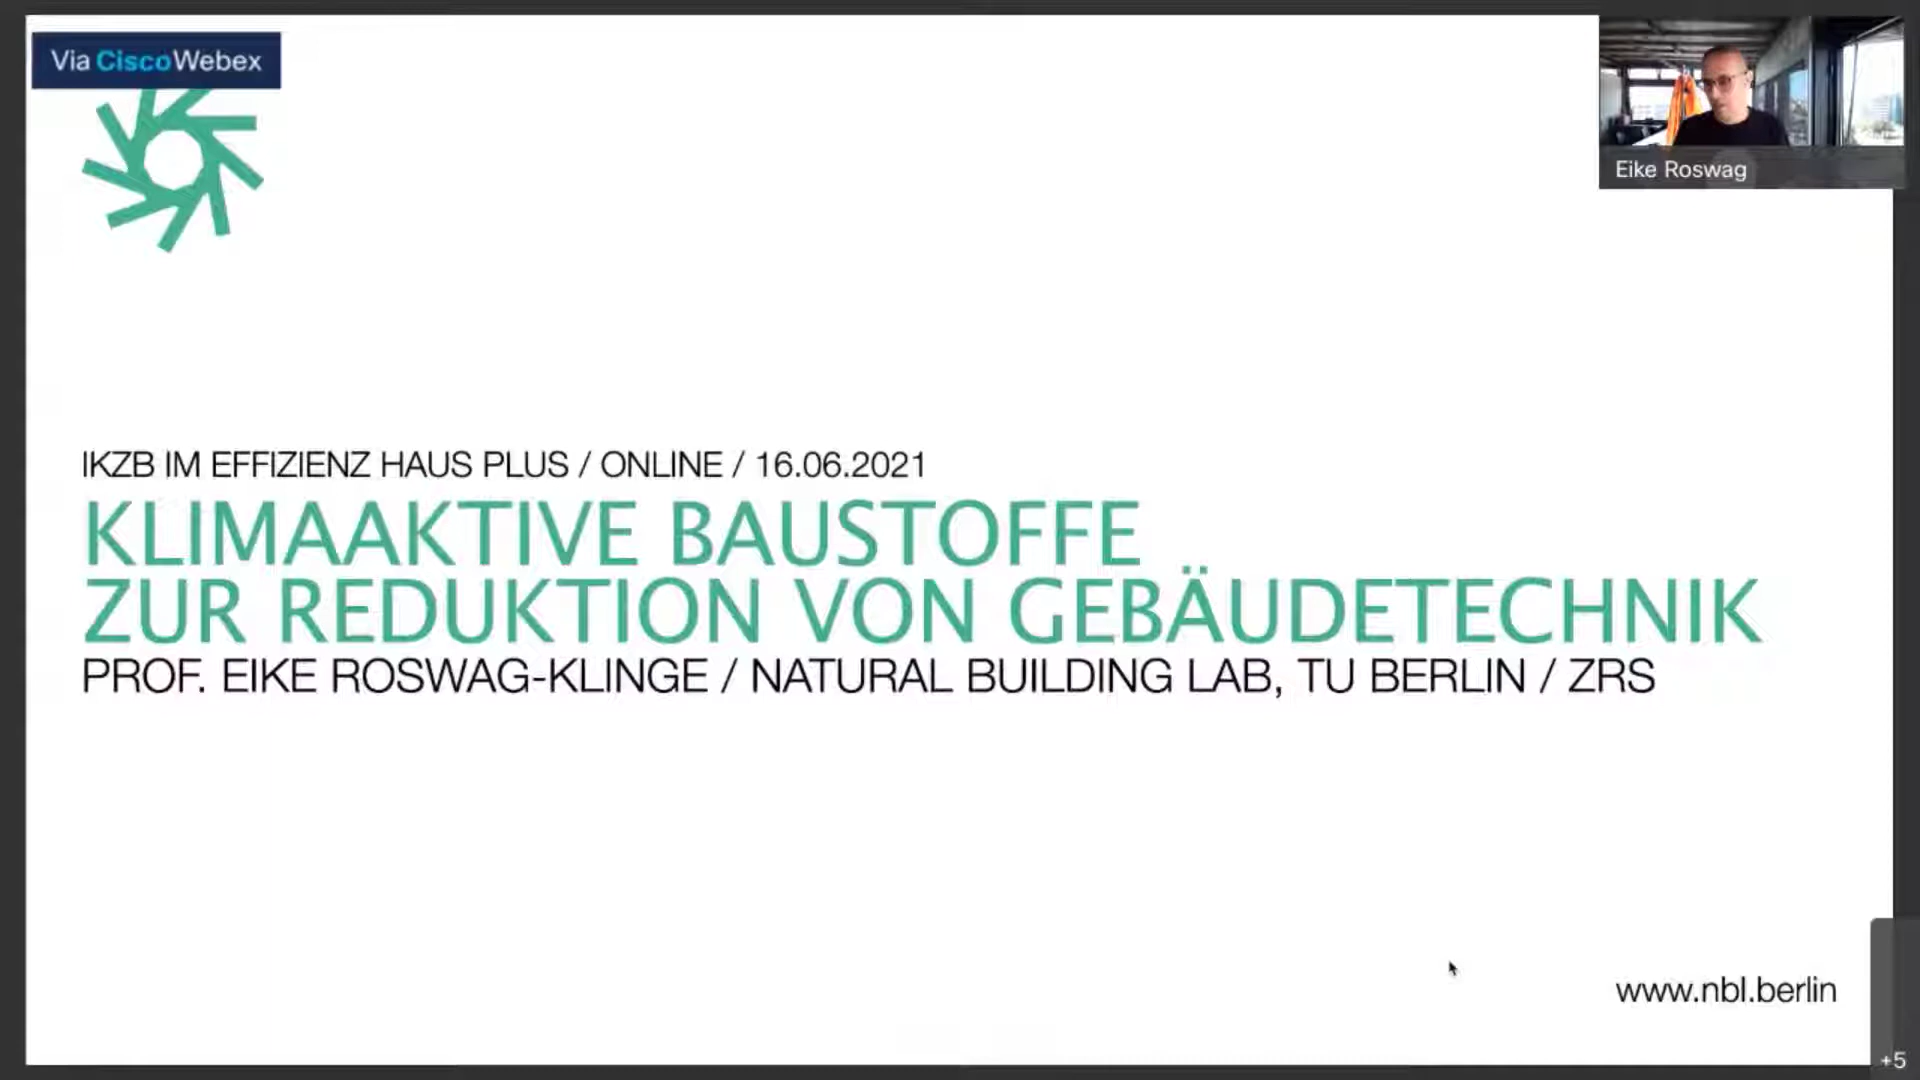 Via CiscoWebex
Eike Roswag
IKZB IM EFFIZIENZ HAUS PLUS / ONLINE / 16.06.2021
KLIMAAKTIVE BAUSTOFFE
ZUR REDUKTION VON GEBÄUDETECHNIK
PROF. EIKE ROSWAG-KLINGE / NATURAL BUILDING LAB, TU BERLIN / ZRS
www.nbl.berlin
+5